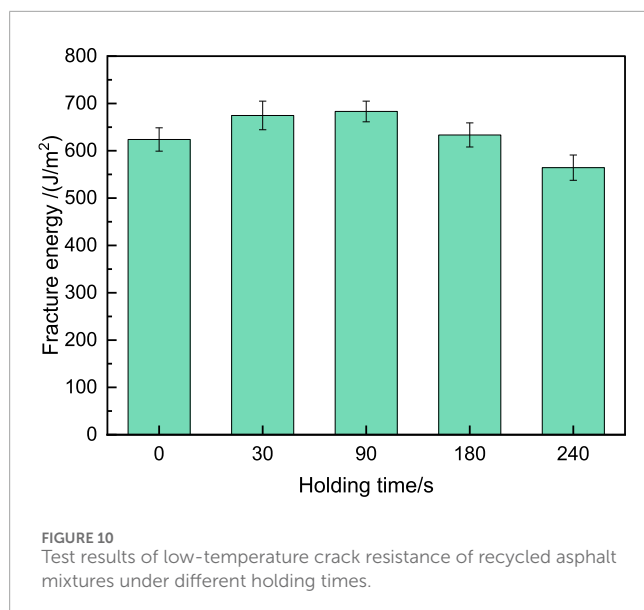 800
700
600
500
400
300
200
100
0
Fracture energy /(J/m²)
0 30 90 180 240
Holding time/s
FIGURE 10
Test results of low-temperature crack resistance of recycled asphalt
mixtures under different holding times.